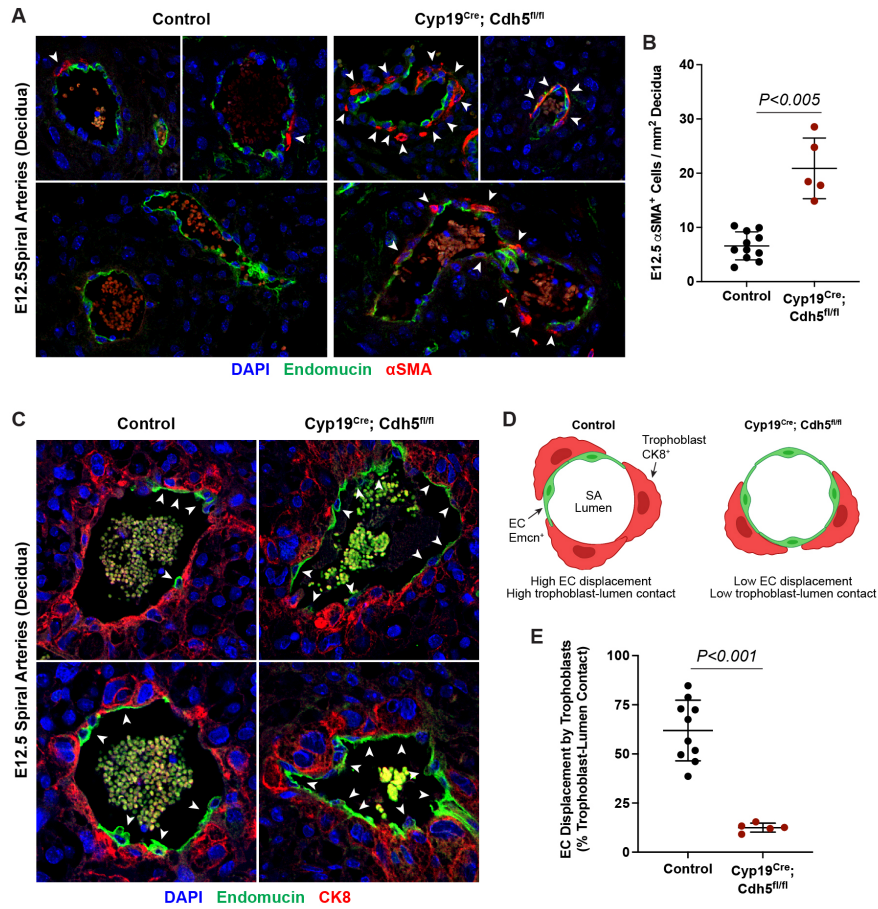 A
Control
Cyp19Cre; Cdh5fl/fl
E12.5Spiral Arteries (Decidua)
DAPI Endomucin αSMA
B
E12.5 αSMA+ Cells / mm2 Decidua
40
30
20
10
0
P<0.005
Control
Cyp19Cre;
Cdh5fl/fl
C
Control
Cyp19Cre; Cdh5fl/fl
E12.5 Spiral Arteries (Decidua)
DAPI Endomucin CK8
D
Control
Cyp19Cre; Cdh5fl/fl
Trophoblast
CK8+
SA
Lumen
EC
Emcn+
High EC displacement
High trophoblast-lumen contact
Low EC displacement
Low trophoblast-lumen contact
E
EC Displacement by Trophoblasts
(% Trophoblast-Lumen Contact)
100
75
50
25
0
P<0.001
Control
Cyp19Cre;
Cdh5fl/fl